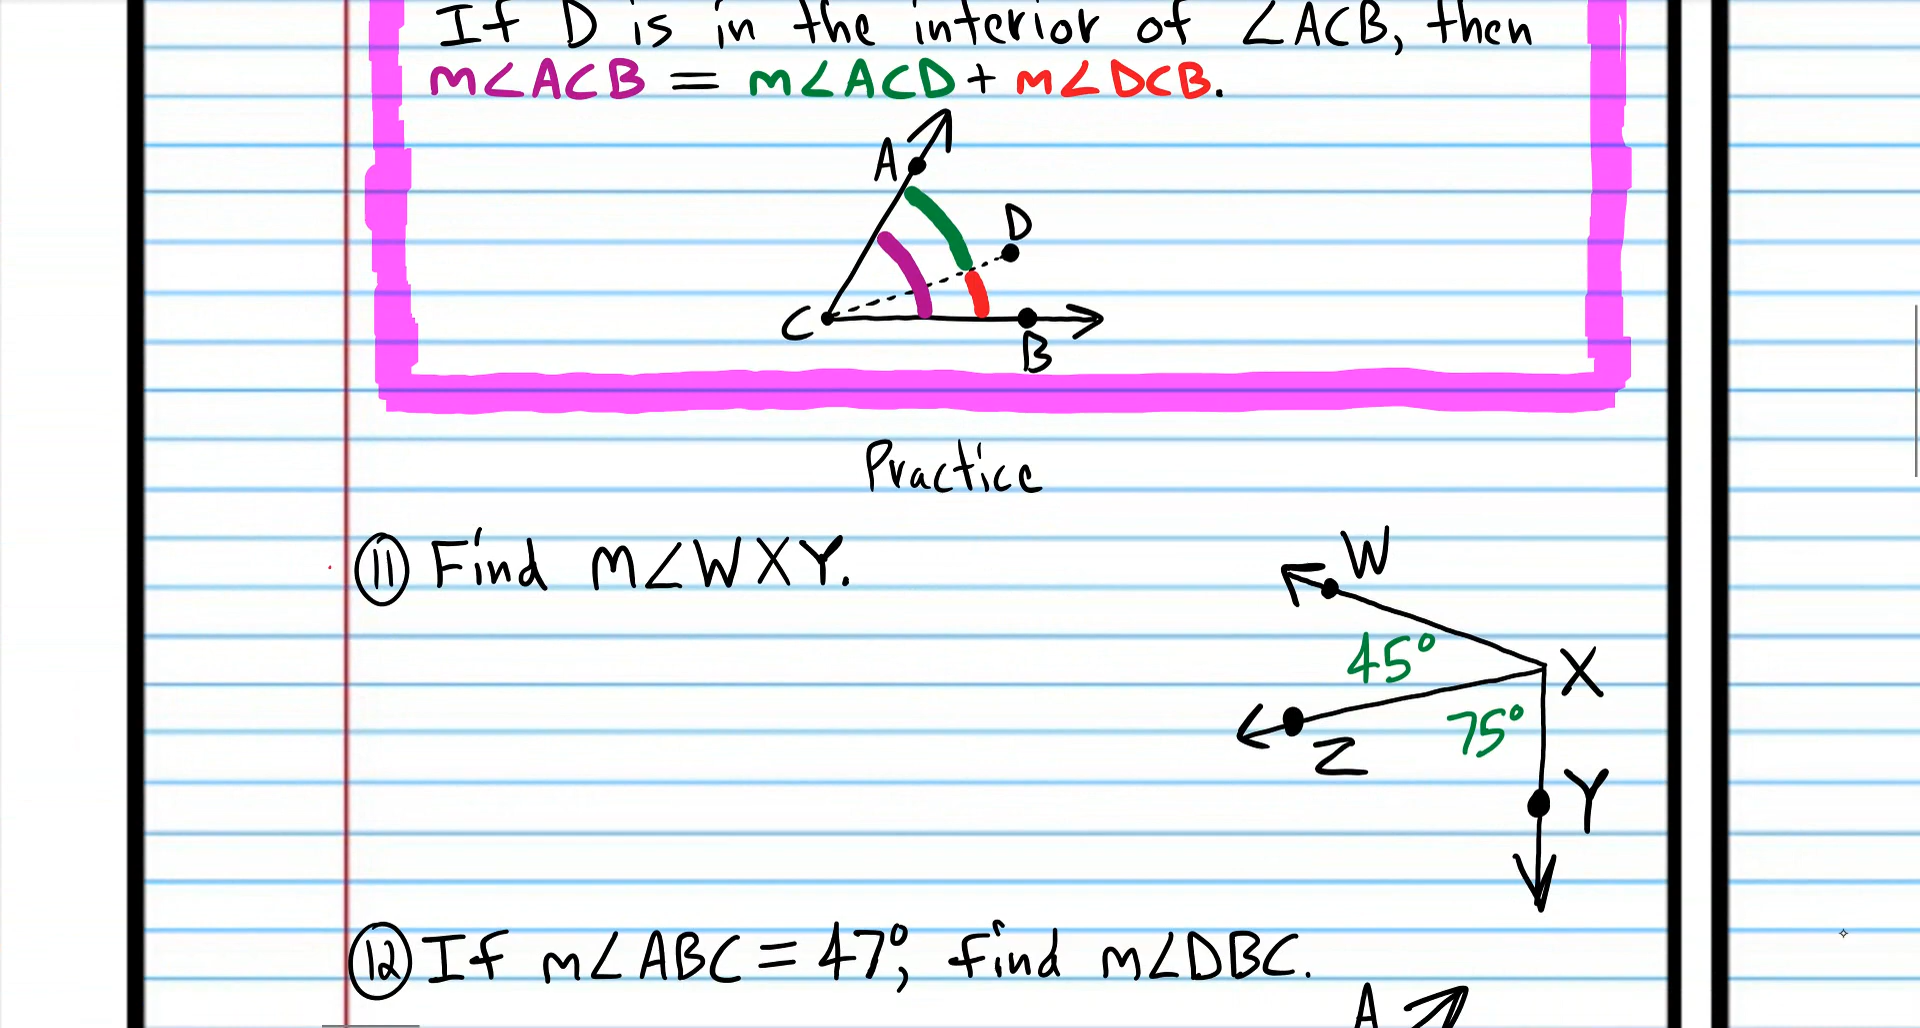 If D is in the interior of ∠ACB, then
m∠ACB = m∠ACD + m∠DCB.
A
D
C
B
Practice
⑪ Find m∠WXY.
W
45°
X
75°
Z
Y
⑫ If m∠ABC = 47°, find m∠DBC.
A